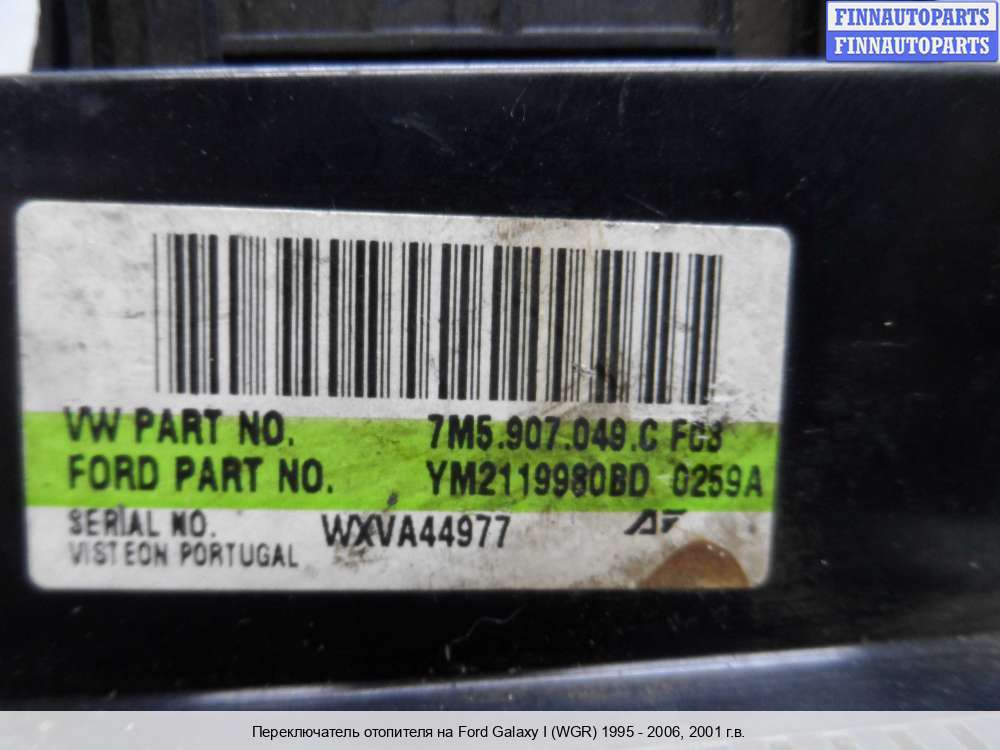 FINNAUTOPARTS
FINNAUTOPARTS
VW PART NO. 7M5.907.049.C FC3
FORD PART NO. YM2119980BD 0259A
SERIAL NO. WXVA44977
VISTEON PORTUGAL
Переключатель отопителя на Ford Galaxy I (WGR) 1995 - 2006, 2001 г.в.